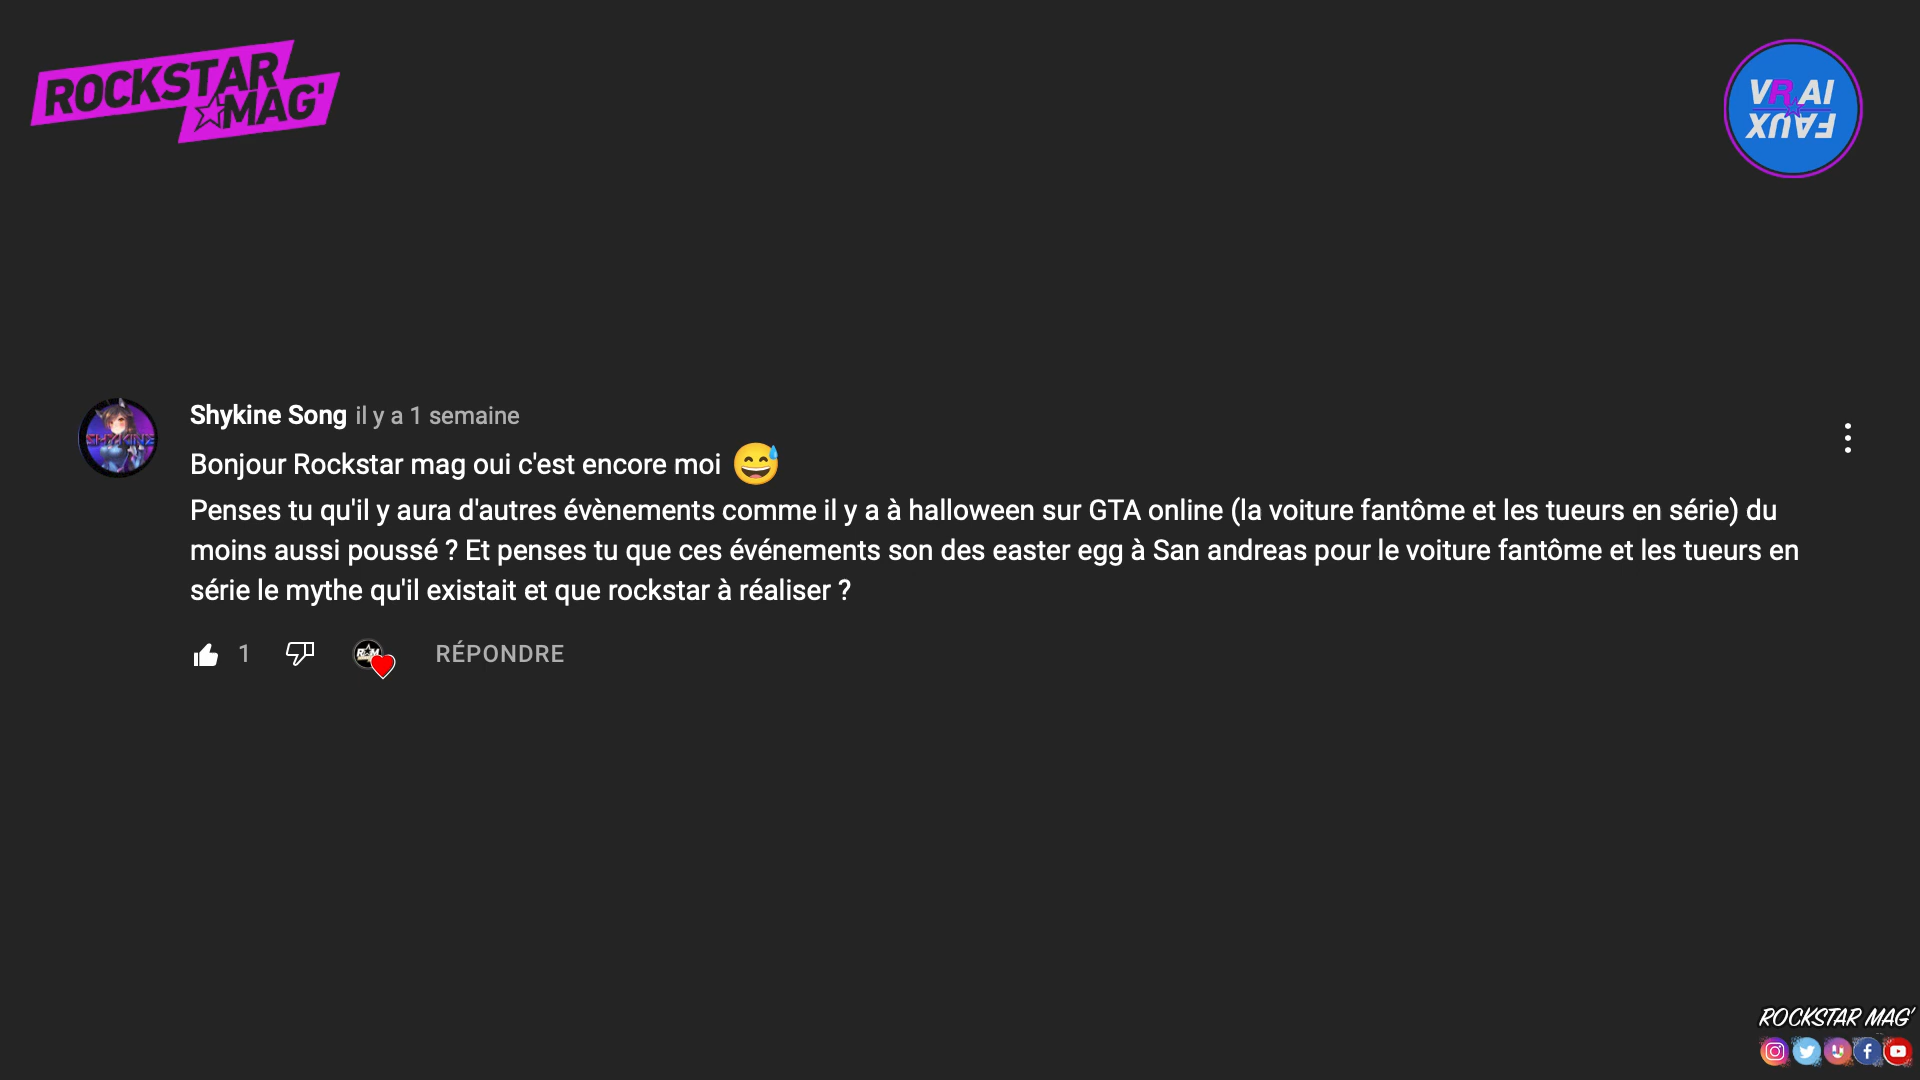 ROCKSTAR
MAG'
VRAI
FAUX
Shykine Song il y a 1 semaine
SHYKINE
Bonjour Rockstar mag oui c'est encore moi 😅
Penses tu qu'il y aura d'autres évènements comme il y a à halloween sur GTA online (la voiture fantôme et les tueurs en série) du
moins aussi poussé ? Et penses tu que ces événements son des easter egg à San andreas pour le voiture fantôme et les tueurs en
série le mythe qu'il existait et que rockstar à réaliser ?
1 RÉPONDRE
ROCKSTAR MAG'